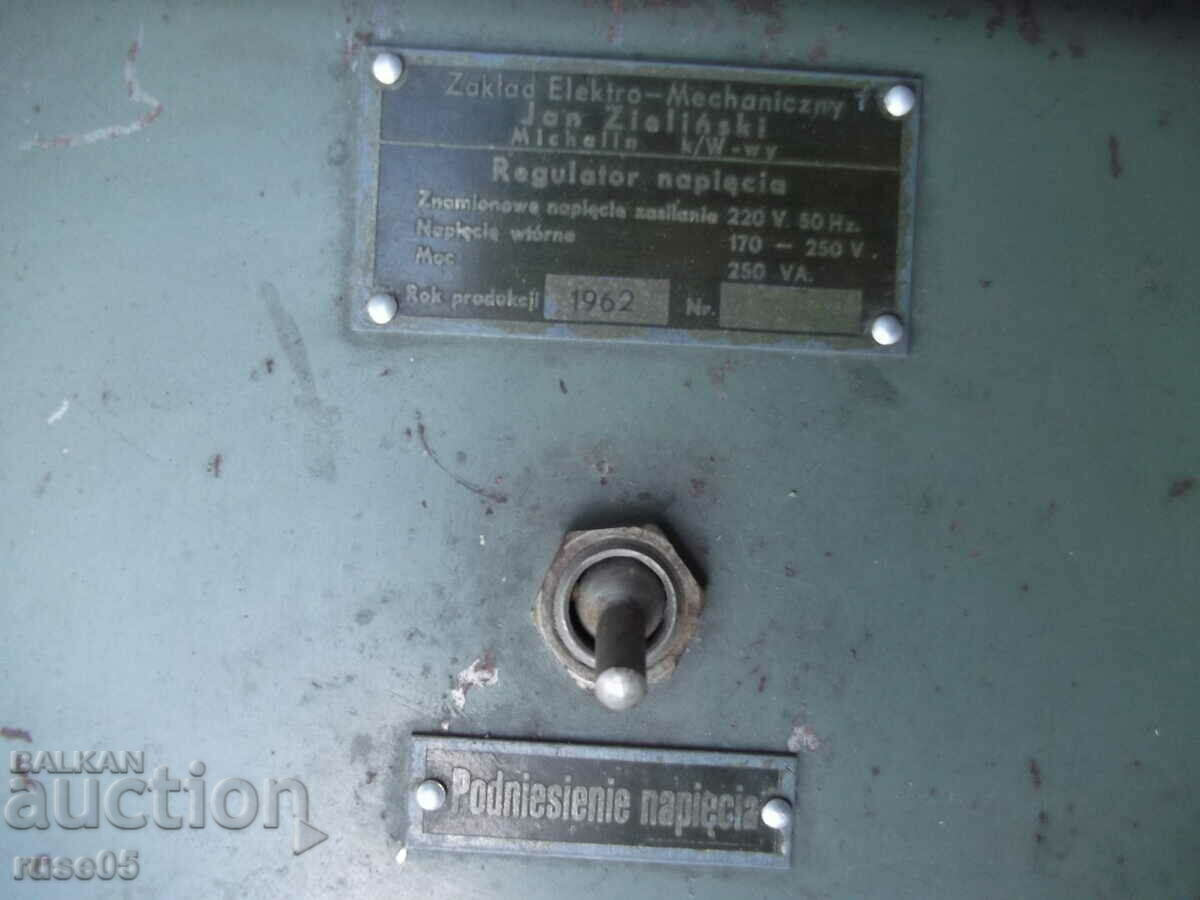 Zakład Elektro-Mechaniczny
Jan Zieliński
Michalin k/W-wy
Regulator napięcia
Znamionowe napięcie zasilania 220 V. 50 Hz.
Napięcie wtórne 170 - 250 V.
Moc 250 VA.
Rok produkcji 1962 Nr.
Podniesienie napięcia
BALKAN
auction
ruse05